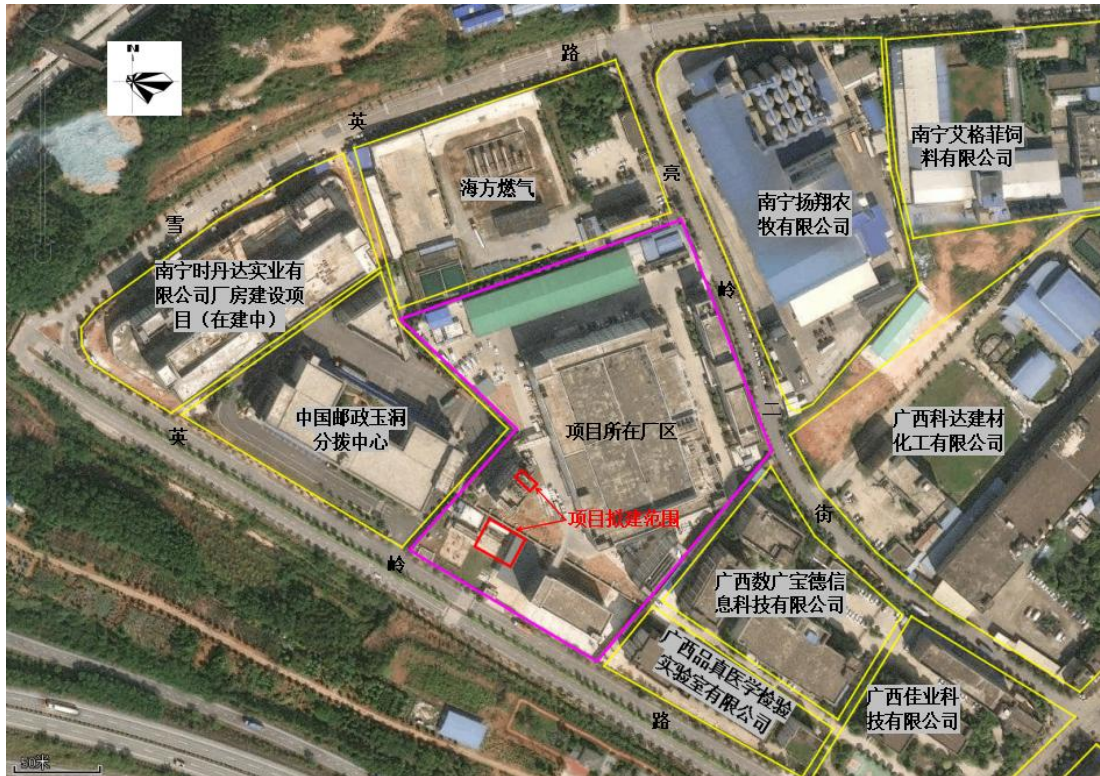 N
路
英
雪
亮
岭
二
街
英
岭
路
海方燃气
南宁艾格菲饲
料有限公司
南宁扬翔农
牧有限公司
南宁时丹达实业有
限公司厂房建设项
目（在建中）
中国邮政玉洞
分拨中心
项目所在厂区
广西科达建材
化工有限公司
项目拟建范围
广西数广宝德信
息科技有限公司
广西品真医学检验
实验室有限公司
广西佳业科
技有限公司
50米